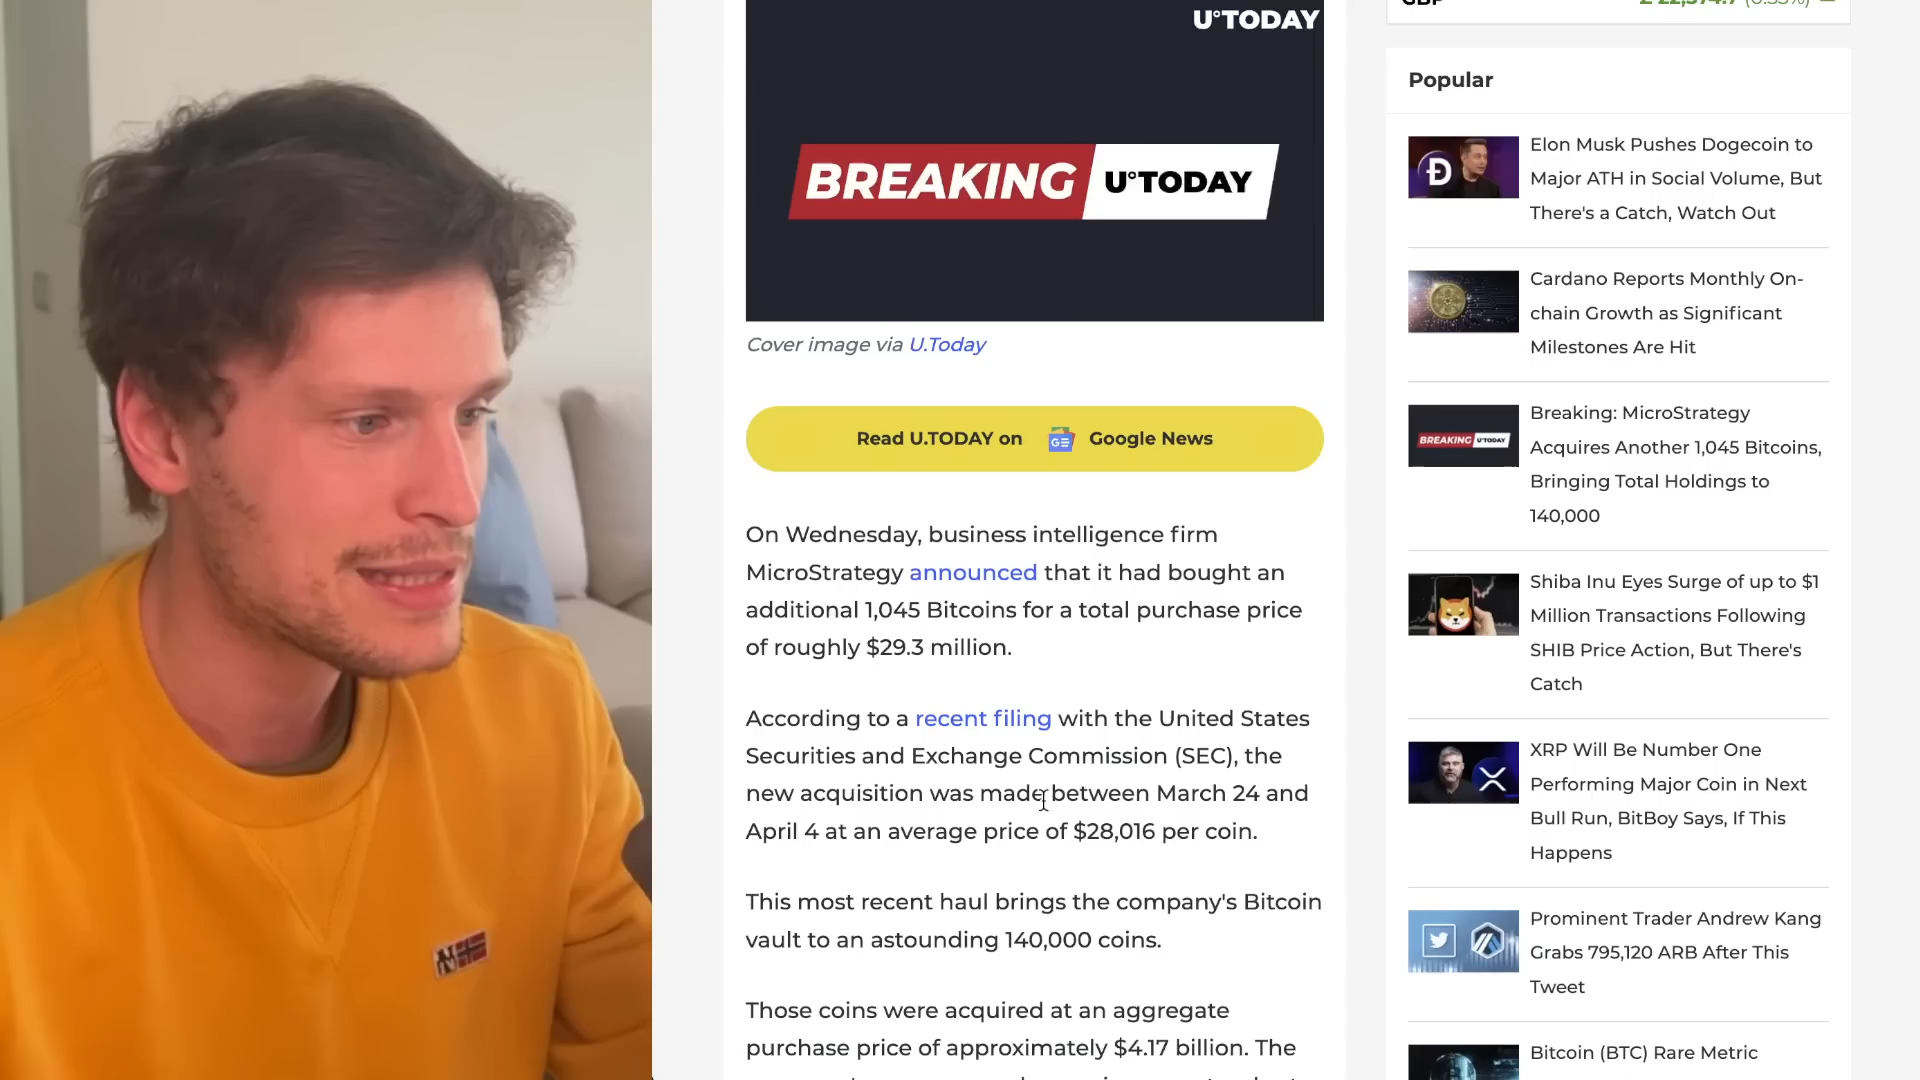 U°TODAY
BREAKING U°TODAY
Cover image via U.Today
Read U.TODAY on GE Google News
On Wednesday, business intelligence firm
MicroStrategy announced that it had bought an
additional 1,045 Bitcoins for a total purchase price
of roughly $29.3 million.
According to a recent filing with the United States
Securities and Exchange Commission (SEC), the
new acquisition was made between March 24 and
April 4 at an average price of $28,016 per coin.
This most recent haul brings the company's Bitcoin
vault to an astounding 140,000 coins.
Those coins were acquired at an aggregate
purchase price of approximately $4.17 billion. The
GBP
Popular
Elon Musk Pushes Dogecoin to
Major ATH in Social Volume, But
There's a Catch, Watch Out
Cardano Reports Monthly On-
chain Growth as Significant
Milestones Are Hit
BREAKING U°TODAY
Breaking: MicroStrategy
Acquires Another 1,045 Bitcoins,
Bringing Total Holdings to
140,000
Shiba Inu Eyes Surge of up to $1
Million Transactions Following
SHIB Price Action, But There's
Catch
XRP Will Be Number One
Performing Major Coin in Next
Bull Run, BitBoy Says, If This
Happens
Prominent Trader Andrew Kang
Grabs 795,120 ARB After This
Tweet
Bitcoin (BTC) Rare Metric